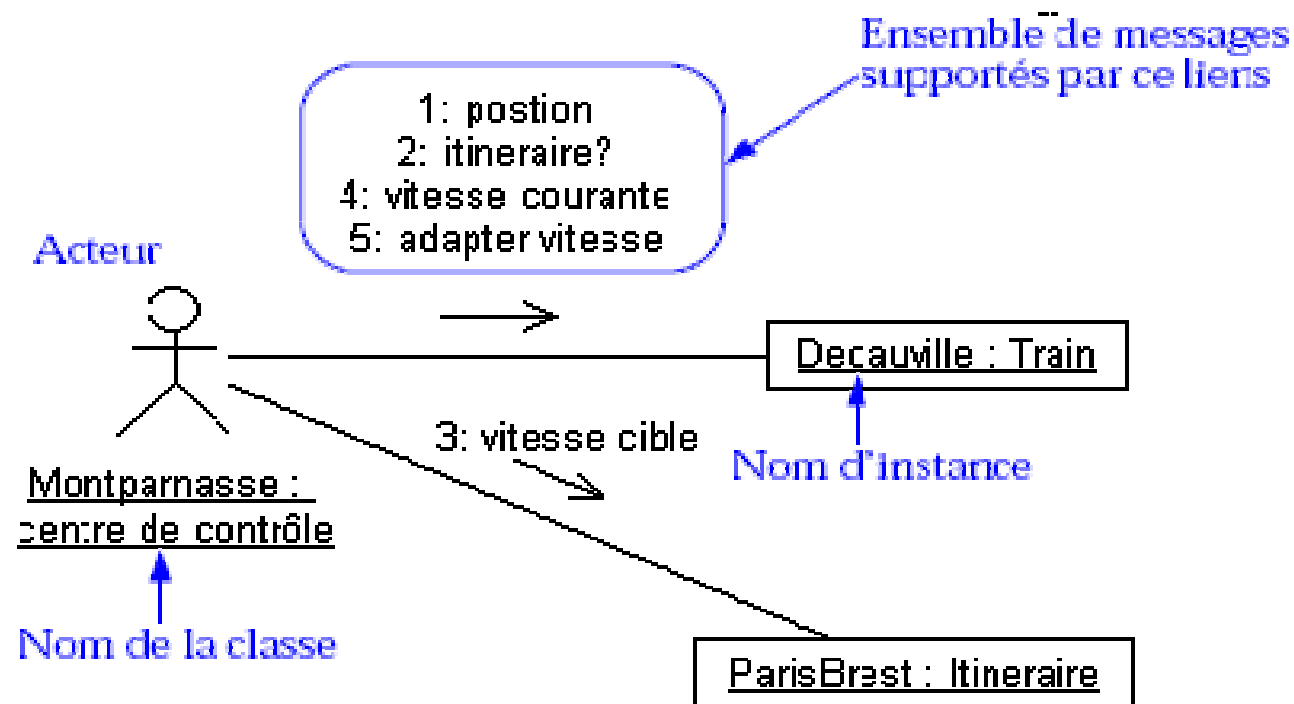 Ensemble de messages
supportés par ce liens
1: postion
2: itineraire?
4: vitesse courante
5: adapter vitesse
Acteur
Decauville : Train
3: vitesse cible
Nom d'instance
Montparnasse :
centre de contrôle
Nom de la classe
ParisBrest : Itineraire